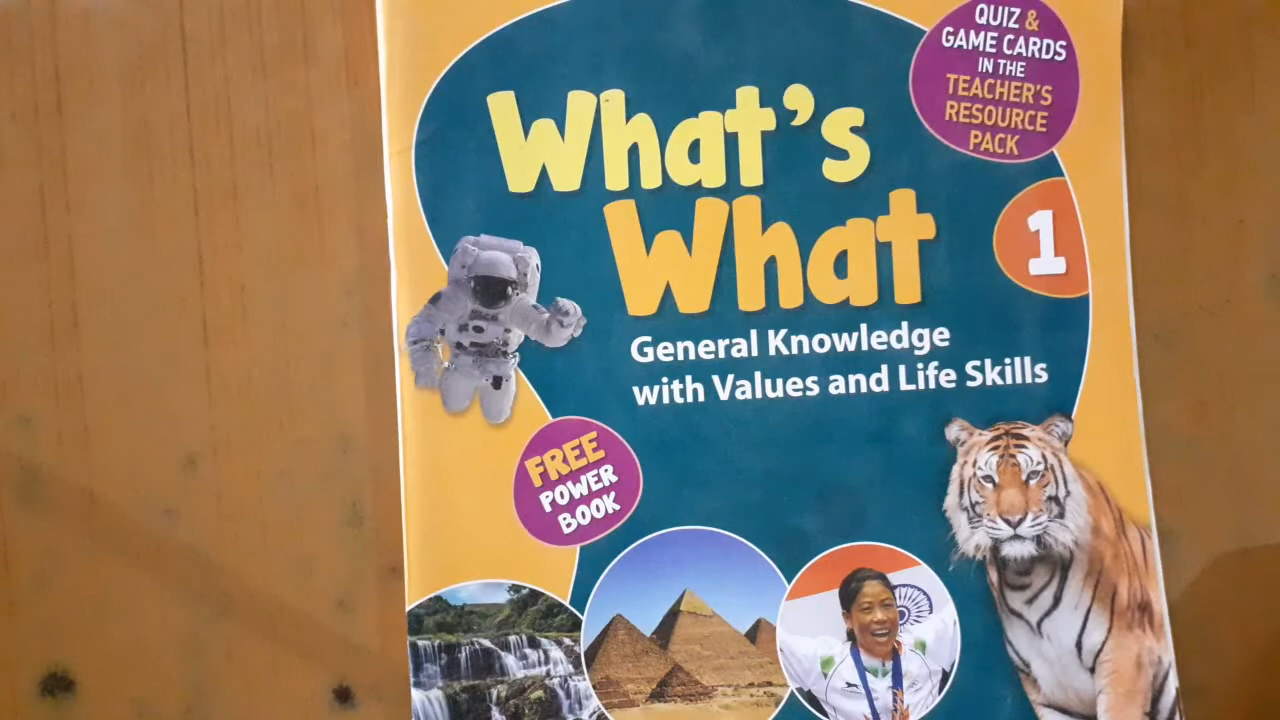 QUIZ &
GAME CARDS
IN THE
TEACHER'S
RESOURCE
PACK
What's
What
1
General Knowledge
with Values and Life Skills
FREE
POWER
BOOK